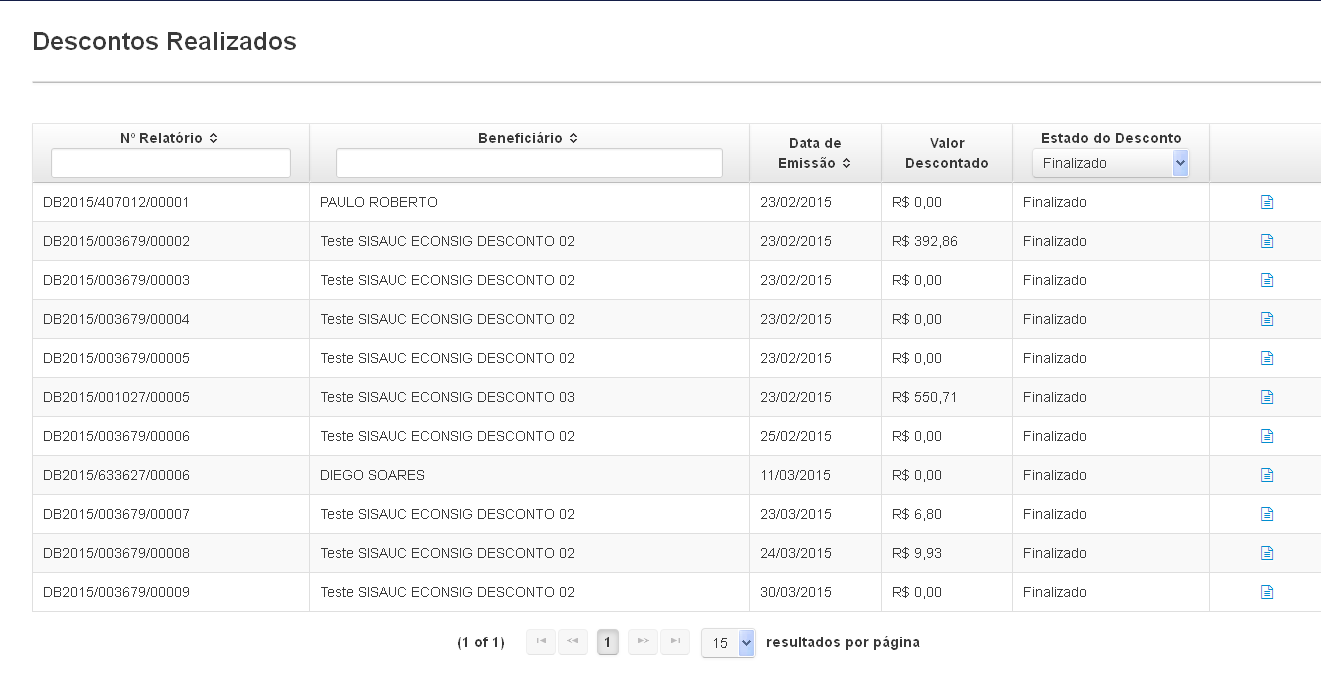 Descontos Realizados
Nº Relatório
Beneficiário
Data de
Emissão
Valor
Descontado
Estado do Desconto
Finalizado
DB2015/407012/00001 PAULO ROBERTO 23/02/2015 R$ 0,00 Finalizado
DB2015/003679/00002 Teste SISAUC ECONSIG DESCONTO 02 23/02/2015 R$ 392,86 Finalizado
DB2015/003679/00003 Teste SISAUC ECONSIG DESCONTO 02 23/02/2015 R$ 0,00 Finalizado
DB2015/003679/00004 Teste SISAUC ECONSIG DESCONTO 02 23/02/2015 R$ 0,00 Finalizado
DB2015/003679/00005 Teste SISAUC ECONSIG DESCONTO 02 23/02/2015 R$ 0,00 Finalizado
DB2015/001027/00005 Teste SISAUC ECONSIG DESCONTO 03 23/02/2015 R$ 550,71 Finalizado
DB2015/003679/00006 Teste SISAUC ECONSIG DESCONTO 02 25/02/2015 R$ 0,00 Finalizado
DB2015/633627/00006 DIEGO SOARES 11/03/2015 R$ 0,00 Finalizado
DB2015/003679/00007 Teste SISAUC ECONSIG DESCONTO 02 23/03/2015 R$ 6,80 Finalizado
DB2015/003679/00008 Teste SISAUC ECONSIG DESCONTO 02 24/03/2015 R$ 9,93 Finalizado
DB2015/003679/00009 Teste SISAUC ECONSIG DESCONTO 02 30/03/2015 R$ 0,00 Finalizado
(1 of 1) 1 15 resultados por página